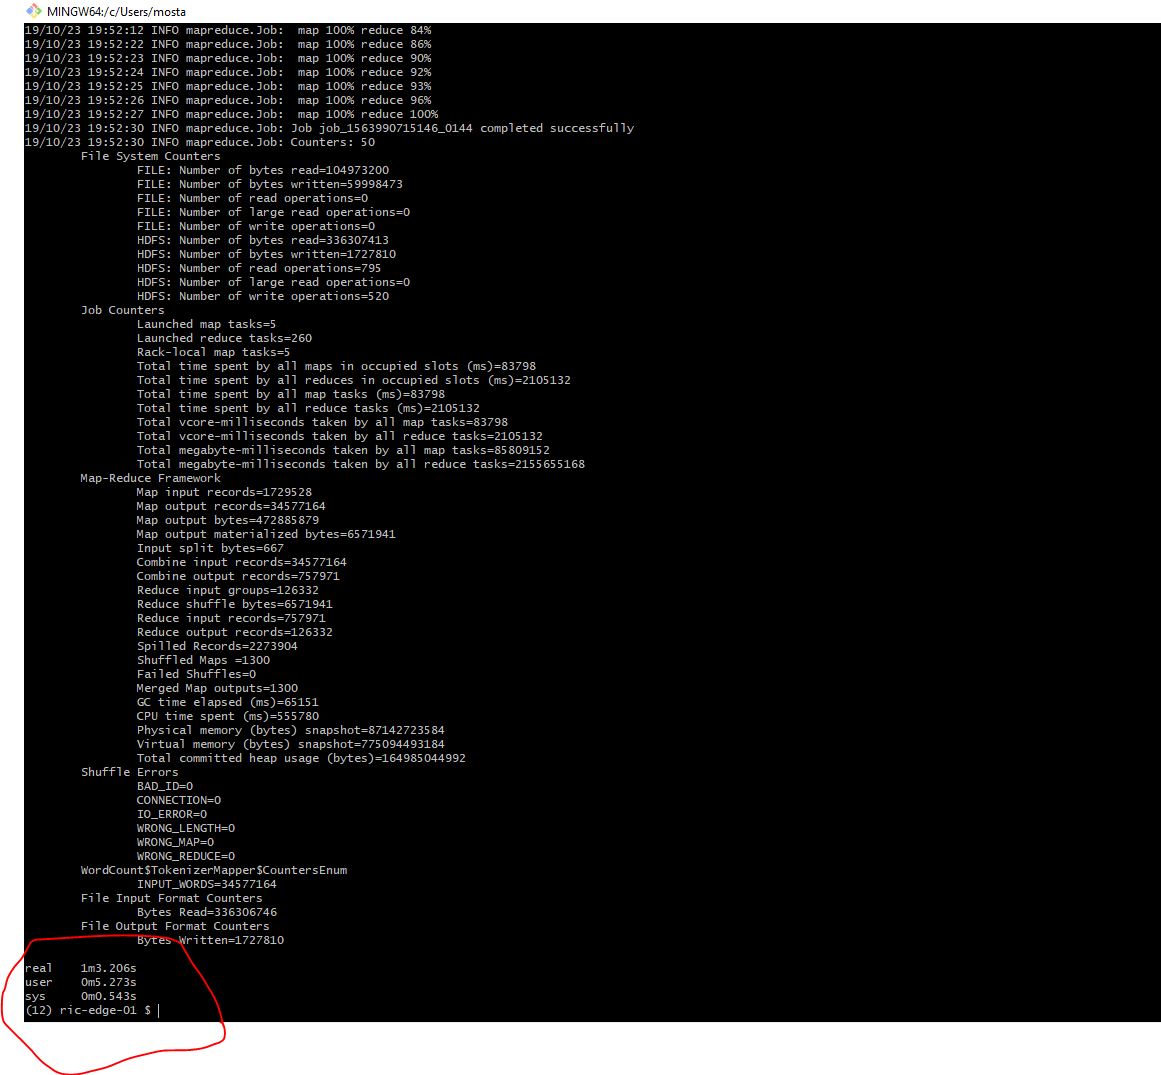 MINGW64:/c/Users/mosta
19/10/23 19:52:12 INFO mapreduce.Job:  map 100% reduce 84%
19/10/23 19:52:22 INFO mapreduce.Job:  map 100% reduce 86%
19/10/23 19:52:23 INFO mapreduce.Job:  map 100% reduce 90%
19/10/23 19:52:24 INFO mapreduce.Job:  map 100% reduce 92%
19/10/23 19:52:25 INFO mapreduce.Job:  map 100% reduce 93%
19/10/23 19:52:26 INFO mapreduce.Job:  map 100% reduce 96%
19/10/23 19:52:27 INFO mapreduce.Job:  map 100% reduce 100%
19/10/23 19:52:30 INFO mapreduce.Job: Job job_1563990715146_0144 completed successfully
19/10/23 19:52:30 INFO mapreduce.Job: Counters: 50
File System Counters
FILE: Number of bytes read=104973200
FILE: Number of bytes written=59998473
FILE: Number of read operations=0
FILE: Number of large read operations=0
FILE: Number of write operations=0
HDFS: Number of bytes read=336307413
HDFS: Number of bytes written=1727810
HDFS: Number of read operations=795
HDFS: Number of large read operations=0
HDFS: Number of write operations=520
Job Counters
Launched map tasks=5
Launched reduce tasks=260
Rack-local map tasks=5
Total time spent by all maps in occupied slots (ms)=83798
Total time spent by all reduces in occupied slots (ms)=2105132
Total time spent by all map tasks (ms)=83798
Total time spent by all reduce tasks (ms)=2105132
Total vcore-milliseconds taken by all map tasks=83798
Total vcore-milliseconds taken by all reduce tasks=2105132
Total megabyte-milliseconds taken by all map tasks=85809152
Total megabyte-milliseconds taken by all reduce tasks=2155655168
Map-Reduce Framework
Map input records=1729528
Map output records=34577164
Map output bytes=472885879
Map output materialized bytes=6571941
Input split bytes=667
Combine input records=34577164
Combine output records=757971
Reduce input groups=126332
Reduce shuffle bytes=6571941
Reduce input records=757971
Reduce output records=126332
Spilled Records=2273904
Shuffled Maps =1300
Failed Shuffles=0
Merged Map outputs=1300
GC time elapsed (ms)=65151
CPU time spent (ms)=555780
Physical memory (bytes) snapshot=87142723584
Virtual memory (bytes) snapshot=775094493184
Total committed heap usage (bytes)=164985044992
Shuffle Errors
BAD_ID=0
CONNECTION=0
IO_ERROR=0
WRONG_LENGTH=0
WRONG_MAP=0
WRONG_REDUCE=0
WordCount$TokenizerMapper$CountersEnum
INPUT_WORDS=34577164
File Input Format Counters
Bytes Read=336306746
File Output Format Counters
Bytes Written=1727810
real    1m3.206s
user    0m5.273s
sys     0m0.543s
(12) ric-edge-01 $